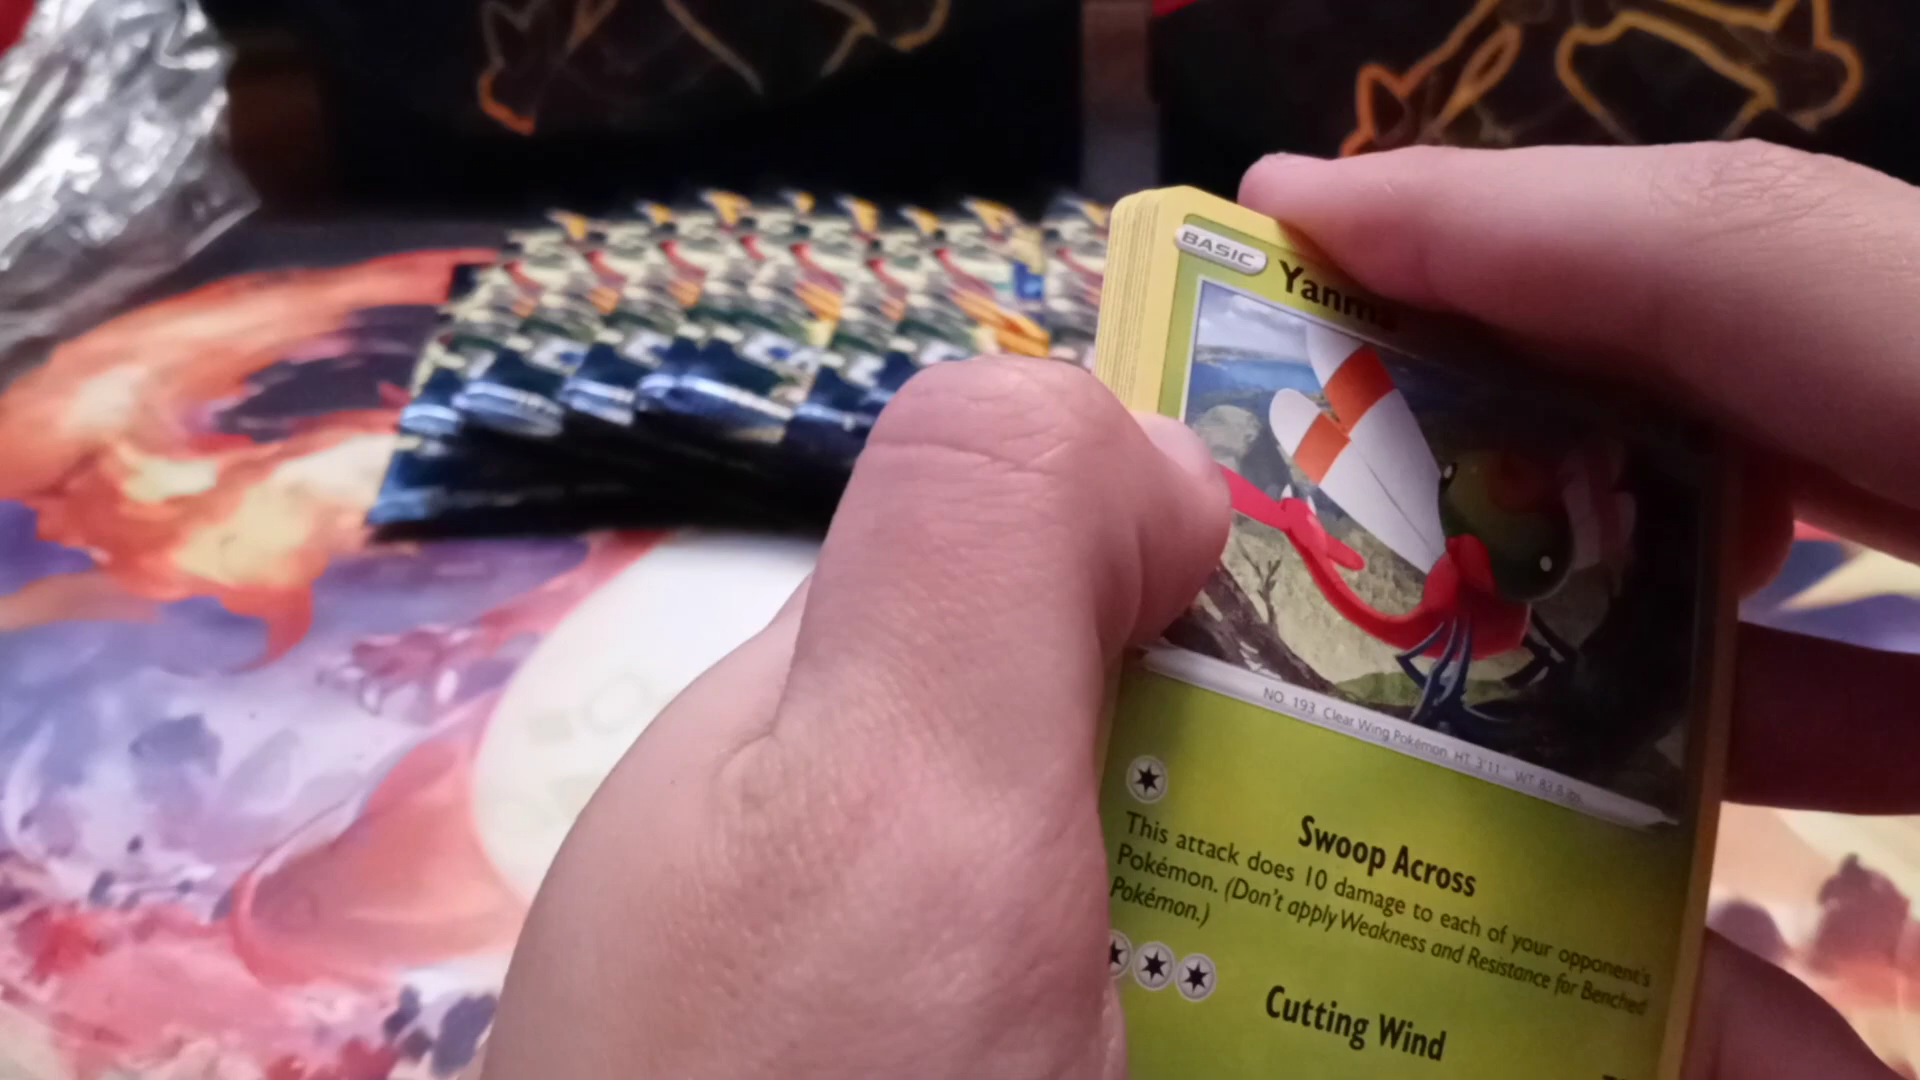 BASIC Yanma
NO. 193 Clear Wing Pokémon HT 3'11" WT 83.8 lbs.
Swoop Across
This attack does 10 damage to each of your opponent's
Pokémon. (Don't apply Weakness and Resistance for Benched
Pokémon.)
Cutting Wind